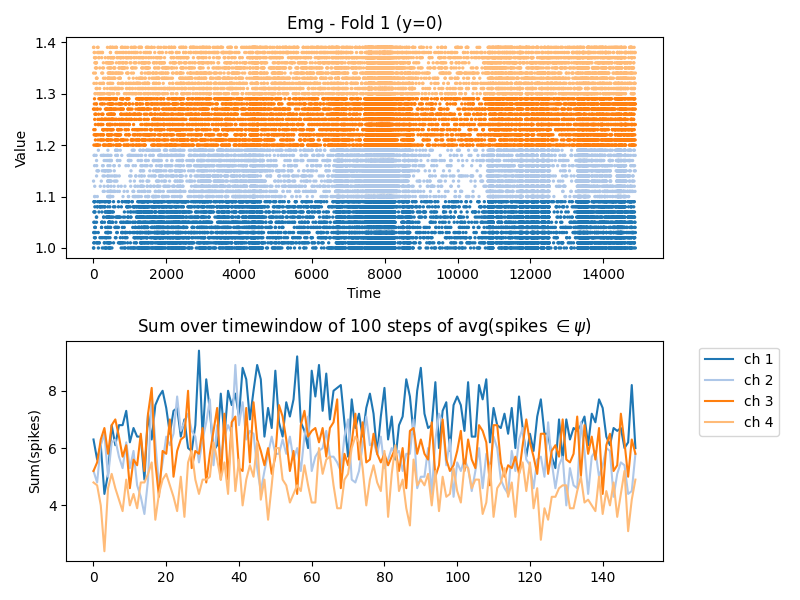 Emg - Fold 1 (y=0)
Value
1.4
1.3
1.2
1.1
1.0
0 2000 4000 6000 8000 10000 12000 14000
Time
Sum over timewindow of 100 steps of avg(spikes ∈ ψ)
Sum(spikes)
8
6
4
0 20 40 60 80 100 120 140
ch 1
ch 2
ch 3
ch 4